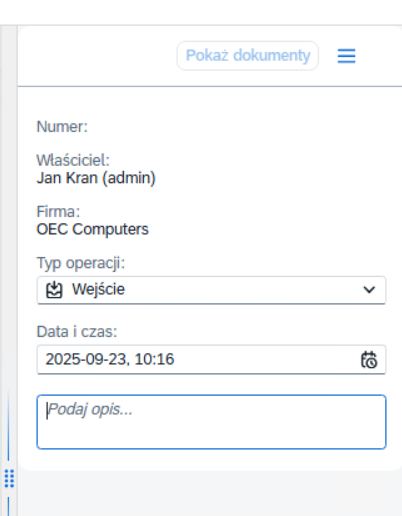 Pokaż dokumenty
Numer:
Właściciel:
Jan Kran (admin)
Firma:
OEC Computers
Typ operacji:
Wejście
Data i czas:
2025-09-23, 10:16
Podaj opis...